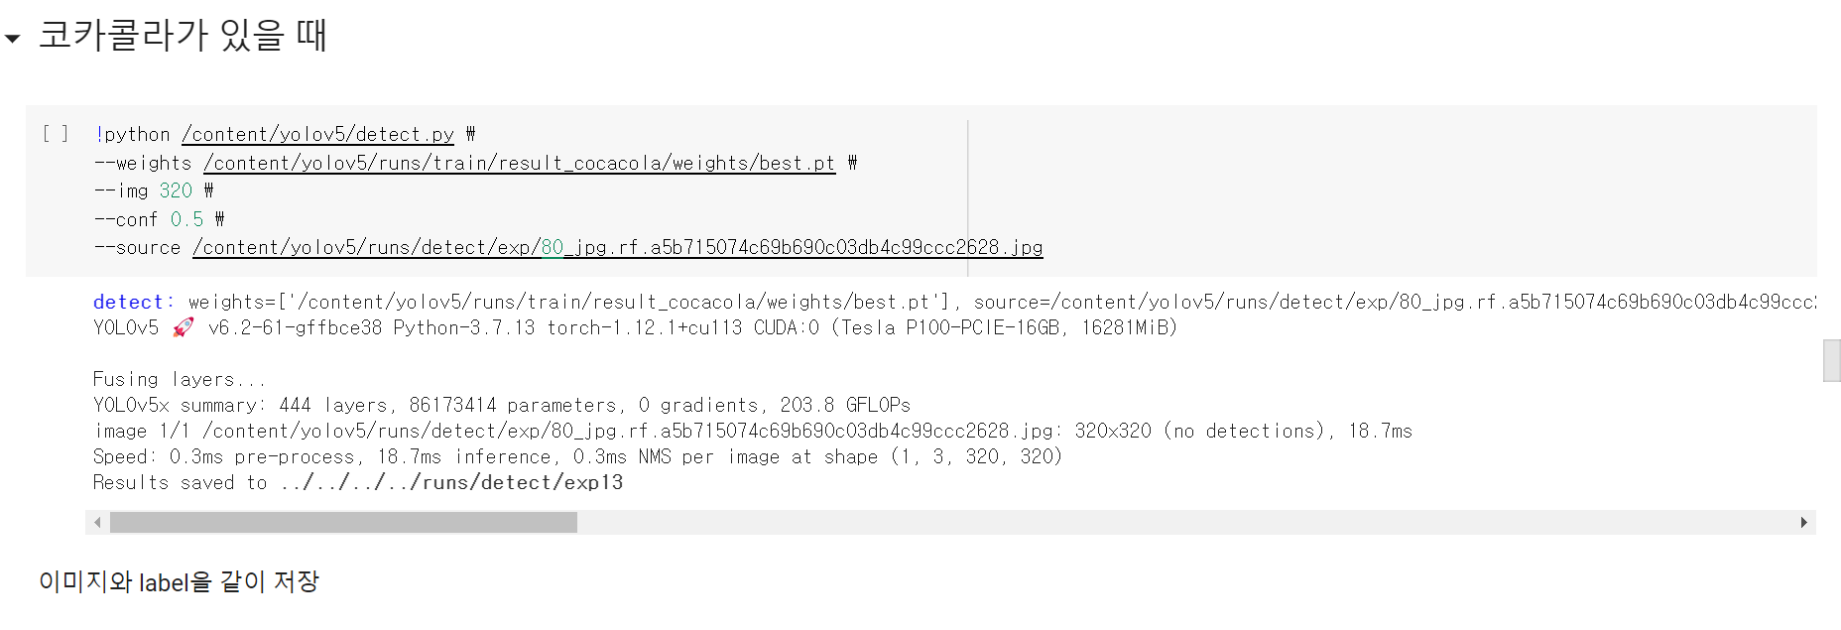 코카콜라가 있을 때
[ ] !python /content/yolov5/detect.py ₩
--weights /content/yolov5/runs/train/result_cocacola/weights/best.pt ₩
--img 320 ₩
--conf 0.5 ₩
--source /content/yolov5/runs/detect/exp/80_jpg.rf.a5b715074c69b690c03db4c99ccc2628.jpg
detect: weights=['/content/yolov5/runs/train/result_cocacola/weights/best.pt'], source=/content/yolov5/runs/detect/exp/80_jpg.rf.a5b715074c69b690c03db4c99ccc
YOLOv5 🚀 v6.2-61-gffbce38 Python-3.7.13 torch-1.12.1+cu113 CUDA:0 (Tesla P100-PCIE-16GB, 16281MiB)
Fusing layers...
YOLOv5x summary: 444 layers, 86173414 parameters, 0 gradients, 203.8 GFLOPs
image 1/1 /content/yolov5/runs/detect/exp/80_jpg.rf.a5b715074c69b690c03db4c99ccc2628.jpg: 320x320 (no detections), 18.7ms
Speed: 0.3ms pre-process, 18.7ms inference, 0.3ms NMS per image at shape (1, 3, 320, 320)
Results saved to ../../../../runs/detect/exp13
이미지와 label을 같이 저장